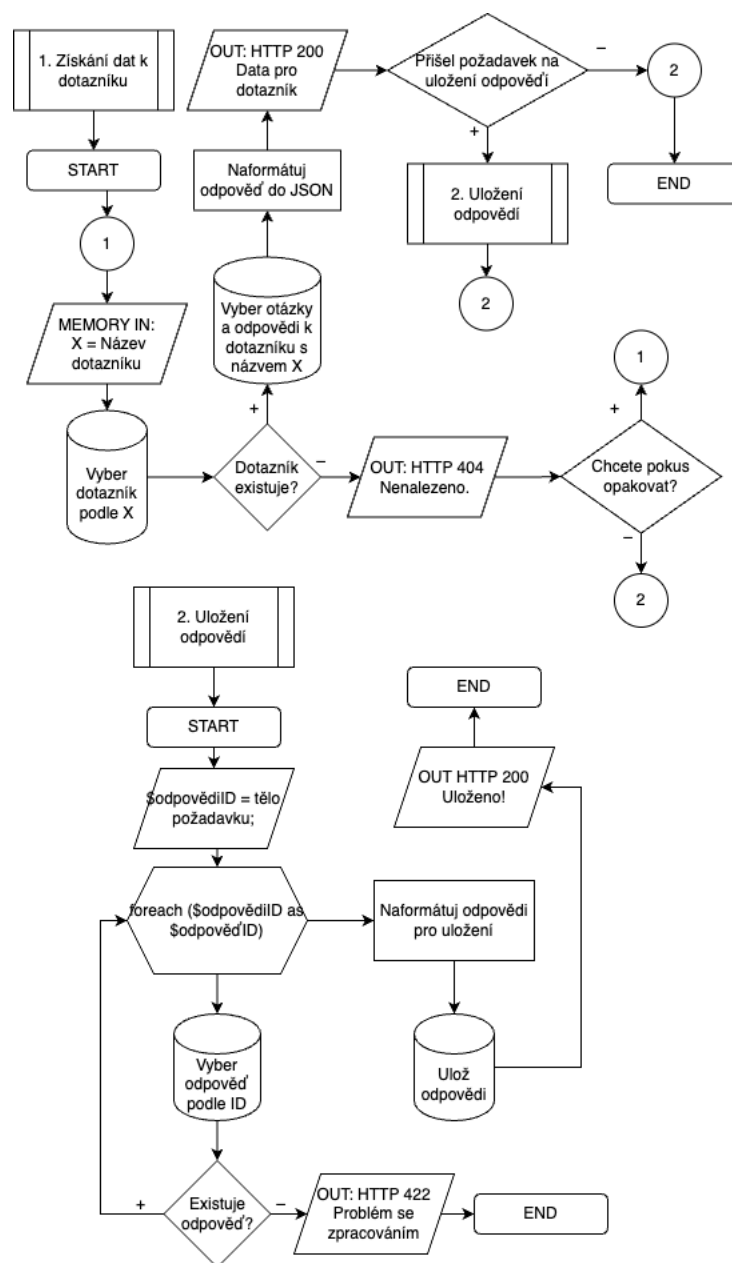 1. Získání dat k
dotazníku
START
1
MEMORY IN:
X = Název
dotazníku
Vyber
dotazník
podle X
Dotazník
existuje?
+
Vyber otázky
a odpovědi k
dotazníku s
názvem X
Naformátuj
odpověď do JSON
OUT: HTTP 200
Data pro
dotazník
Přišel požadavek na
uložení odpovědí
–
2
END
+
2. Uložení
odpovědí
2
–
OUT: HTTP 404
Nenalezeno.
Chcete pokus
opakovat?
+
1
–
2
2. Uložení
odpovědí
START
$odpovědiID = tělo
požadavku;
foreach ($odpovědiID as
$odpověďID)
Vyber
odpověď
podle ID
Existuje
odpověď?
+
–
OUT: HTTP 422
Problém se
zpracováním
END
Naformátuj odpovědi
pro uložení
Ulož
odpovědi
OUT HTTP 200
Uloženo!
END